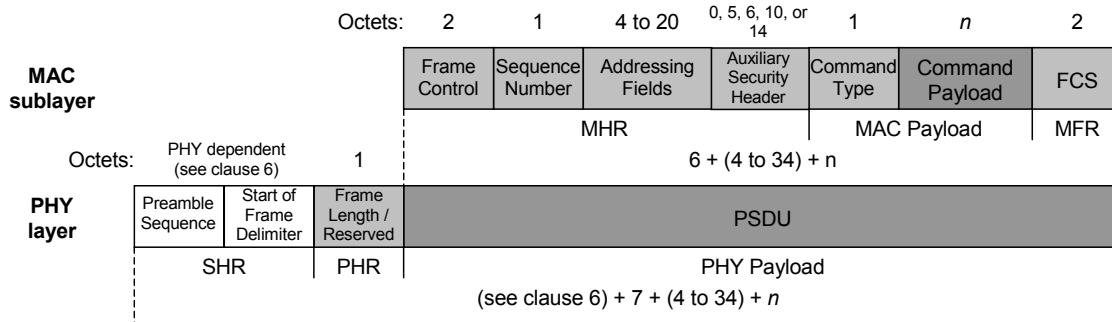 Octets: 2 1 4 to 20 0, 5, 6, 10, or 14 1 n 2
MAC sublayer
Frame Control Sequence Number Addressing Fields Auxiliary Security Header Command Type Command Payload FCS
MHR MAC Payload MFR
Octets: PHY dependent (see clause 6) 1 6 + (4 to 34) + n
PHY layer
Preamble Sequence Start of Frame Delimiter Frame Length / Reserved PSDU
SHR PHR PHY Payload
(see clause 6) + 7 + (4 to 34) + n